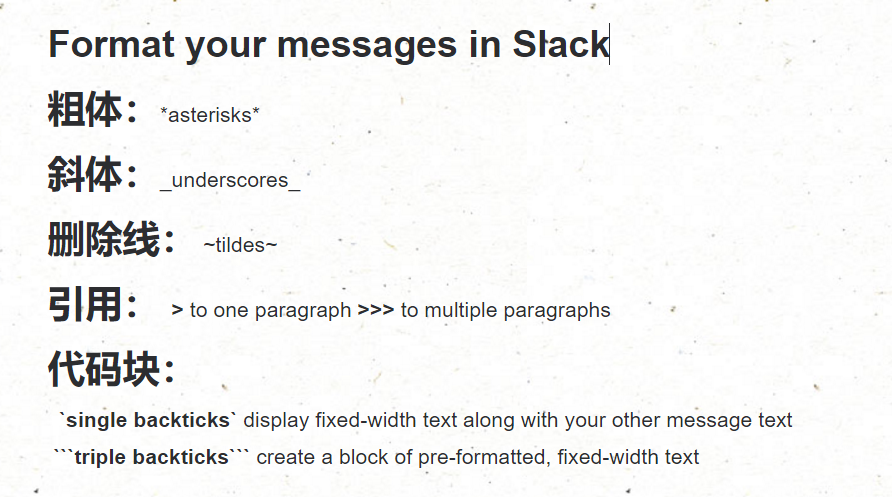 Format your messages in Slack
粗体：*asterisks*
斜体：_underscores_
删除线： ~tildes~
引用： > to one paragraph >>> to multiple paragraphs
代码块：
`single backticks` display fixed-width text along with your other message text
```triple backticks``` create a block of pre-formatted, fixed-width text